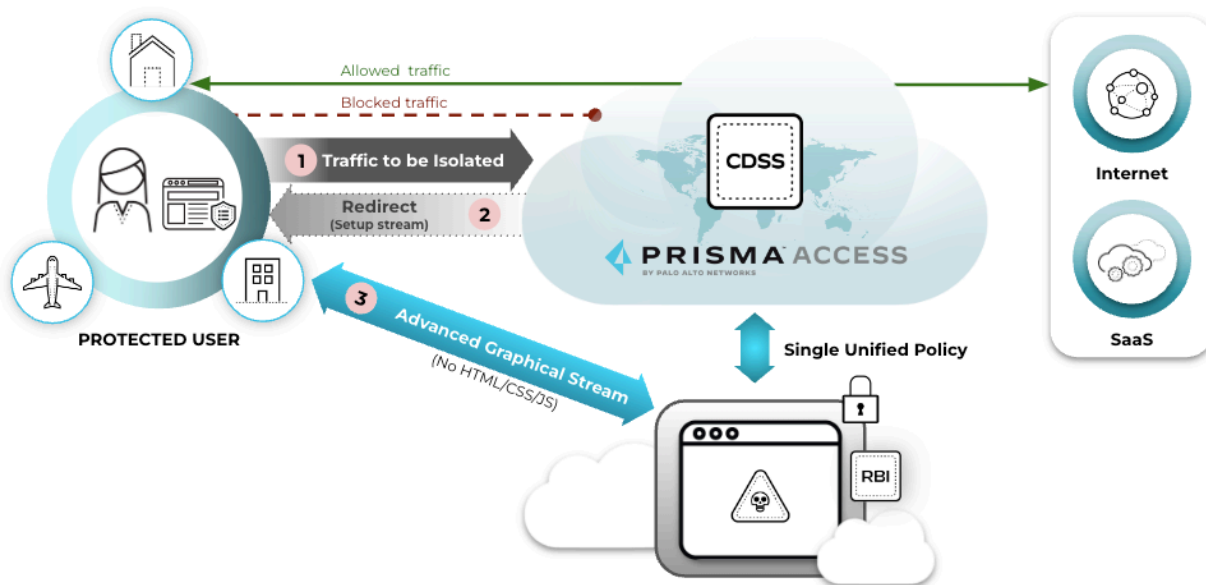 Allowed traffic
Blocked traffic
1 Traffic to be Isolated
Redirect 2
(Setup stream)
CDSS
PRISMA™ ACCESS
BY PALO ALTO NETWORKS
Internet
SaaS
PROTECTED USER
3 Advanced Graphical Stream
(No HTML/CSS/JS)
Single Unified Policy
RBI